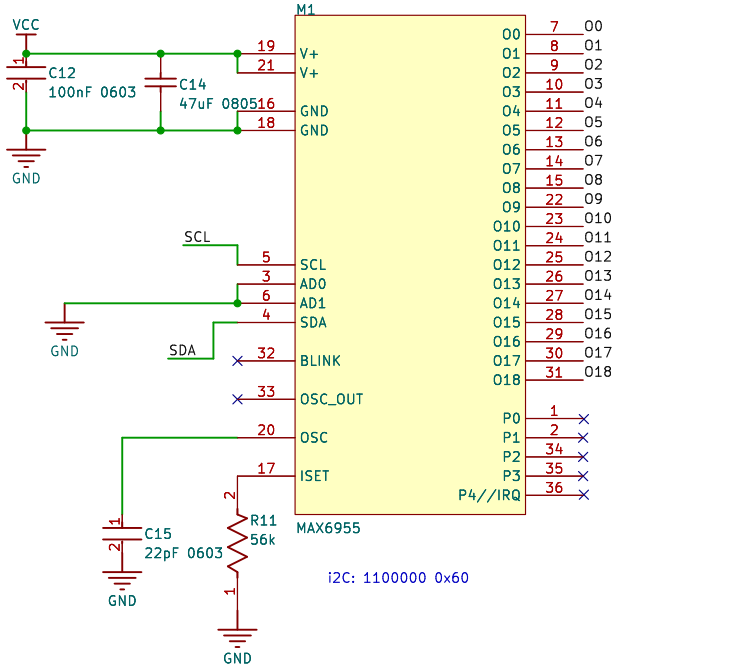 M1
VCC
1
C12
2
100nF 0603
C14
47uF 0805
GND
19 V+
21 V+
16 GND
18 GND
SCL
5 SCL
3 AD0
6 AD1
4 SDA
GND
SDA
32 BLINK
33 OSC_OUT
20 OSC
17 ISET
1
C15
2
22pF 0603
GND
2
R11
56k
1
GND
O0 7 O0
O1 8 O1
O2 9 O2
O3 10 O3
O4 11 O4
O5 12 O5
O6 13 O6
O7 14 O7
O8 15 O8
O9 22 O9
O10 23 O10
O11 24 O11
O12 25 O12
O13 26 O13
O14 27 O14
O15 28 O15
O16 29 O16
O17 30 O17
O18 31 O18
P0 1
P1 2
P2 34
P3 35
P4//IRQ 36
MAX6955
i2C: 1100000 0x60